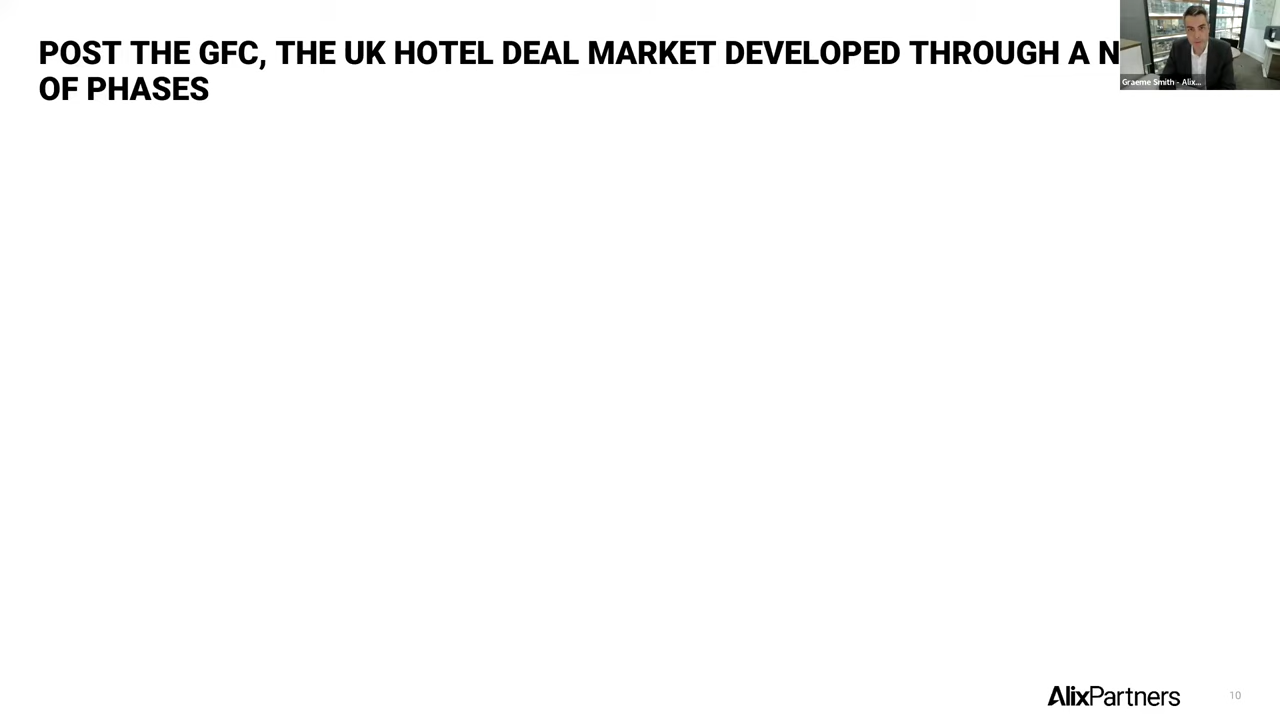 POST THE GFC, THE UK HOTEL DEAL MARKET DEVELOPED THROUGH A N
OF PHASES
Graeme Smith - Alix...
AlixPartners
10